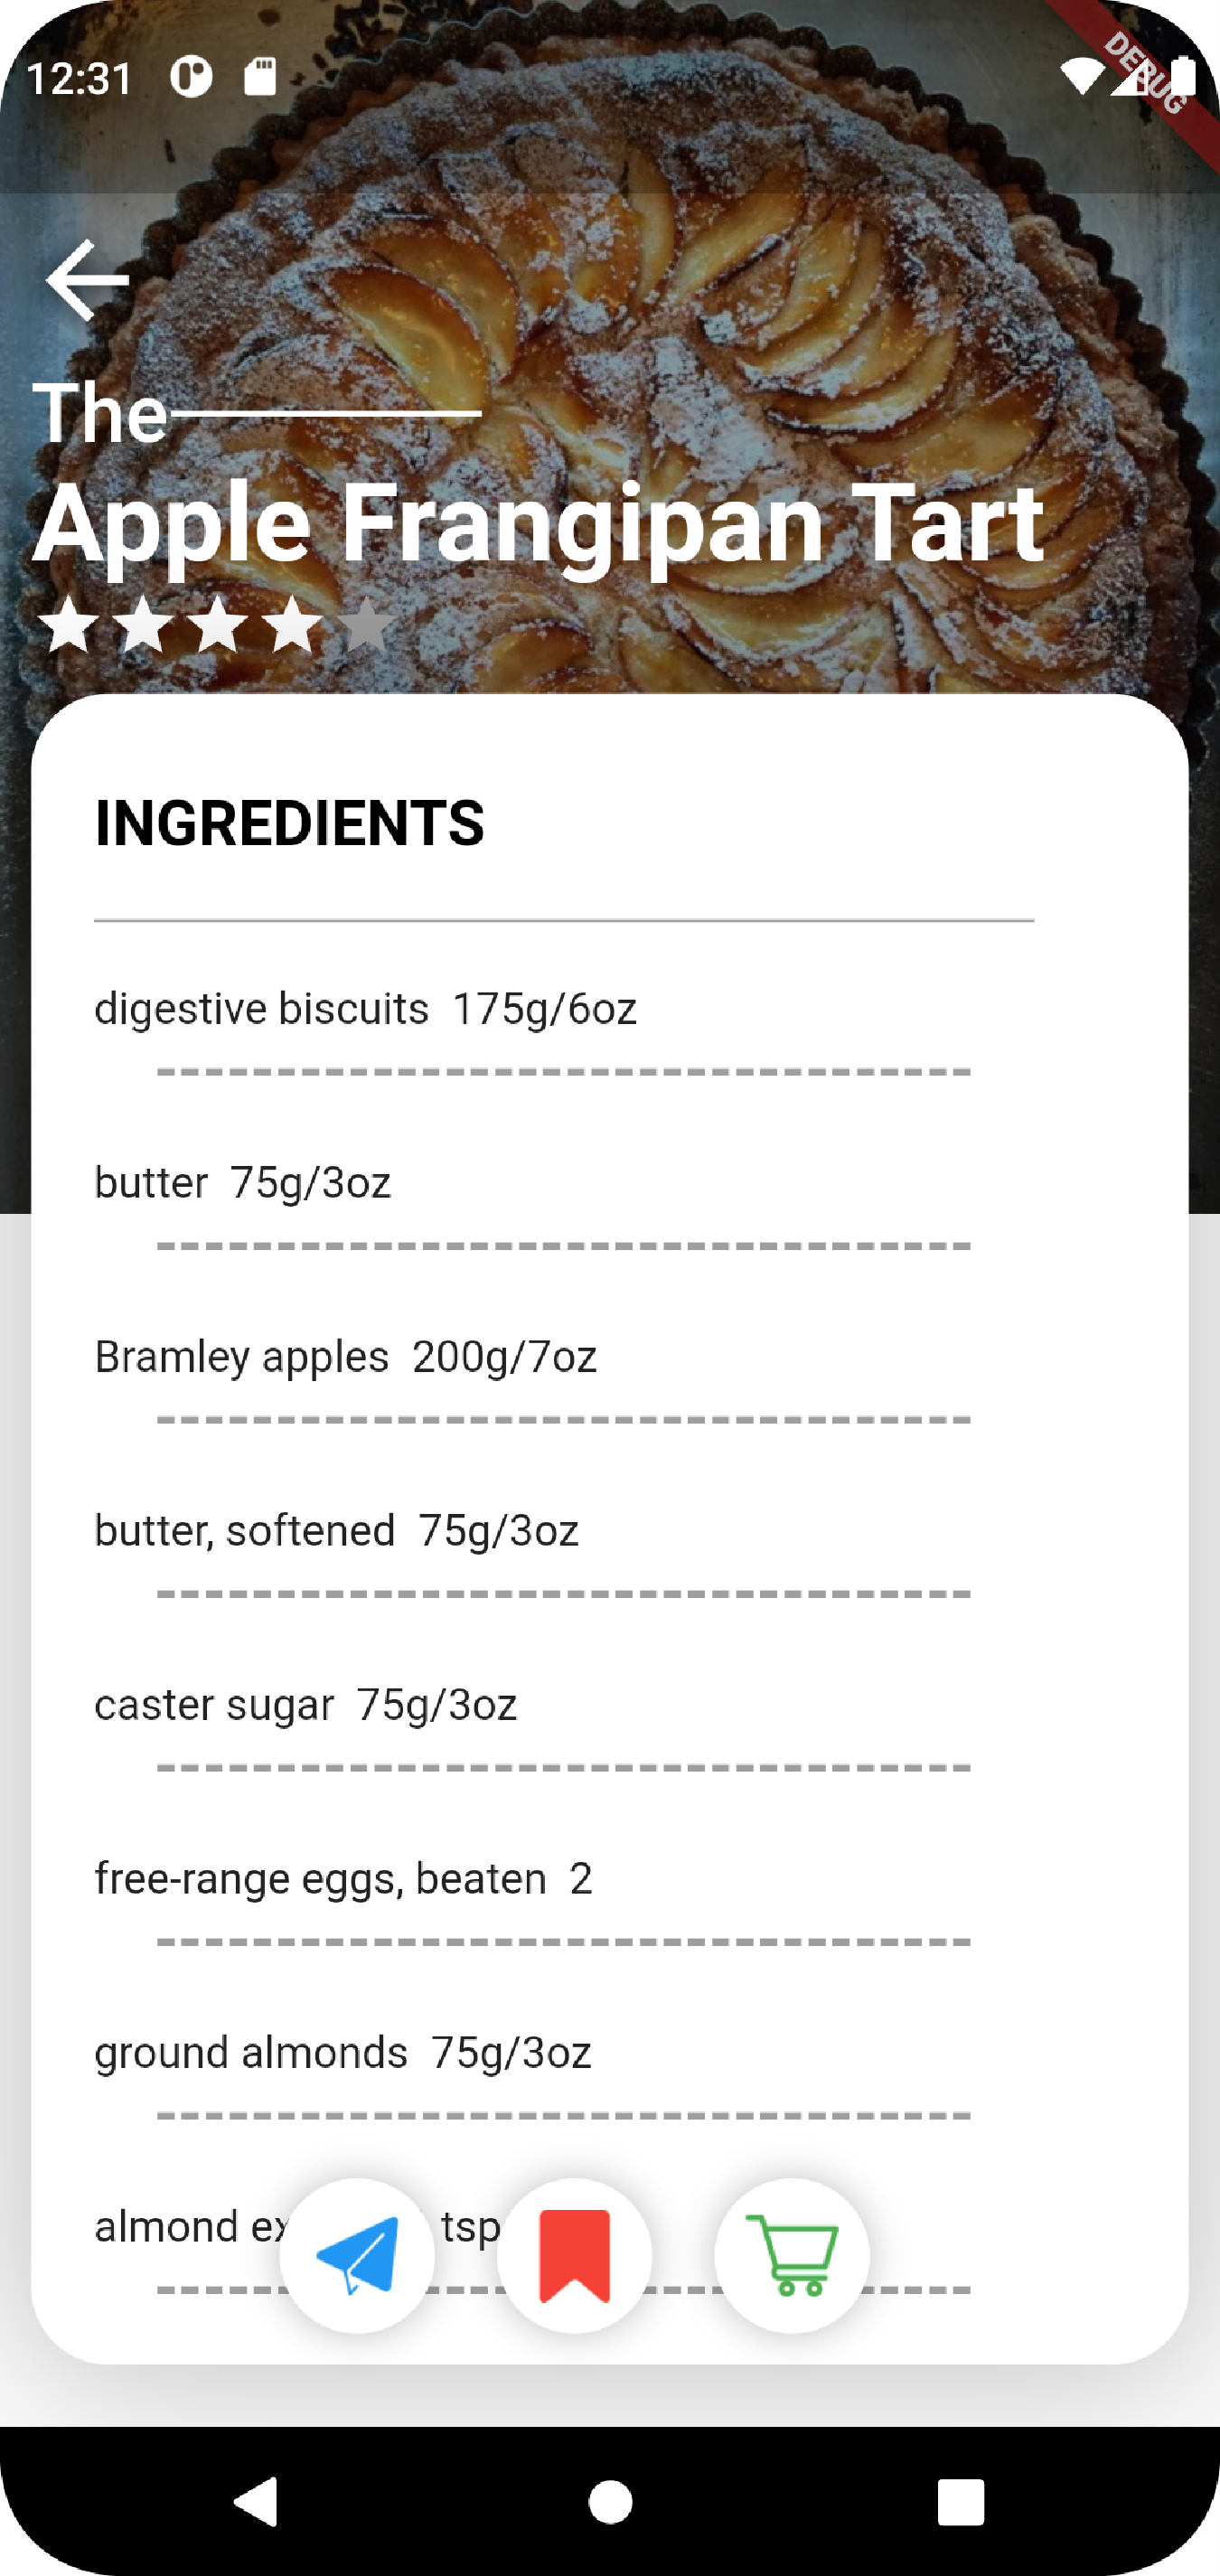 12:31
DEBUG
The
Apple Frangipan Tart
INGREDIENTS
digestive biscuits 175g/6oz
butter 75g/3oz
Bramley apples 200g/7oz
butter, softened 75g/3oz
caster sugar 75g/3oz
free-range eggs, beaten 2
ground almonds 75g/3oz
almond tsp